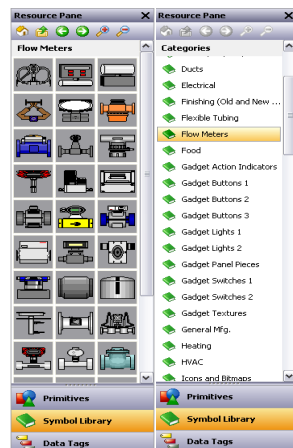 Resource Pane
Flow Meters
Primitives
Symbol Library
Data Tags
Resource Pane
Categories
Ducts
Electrical
Finishing (Old and New ...
Flexible Tubing
Flow Meters
Food
Gadget Action Indicators
Gadget Buttons 1
Gadget Buttons 2
Gadget Buttons 3
Gadget Lights 1
Gadget Lights 2
Gadget Panel Pieces
Gadget Switches 1
Gadget Switches 2
Gadget Textures
General Mfg.
Heating
HVAC
Icons and Bitmaps
Primitives
Symbol Library
Data Tags